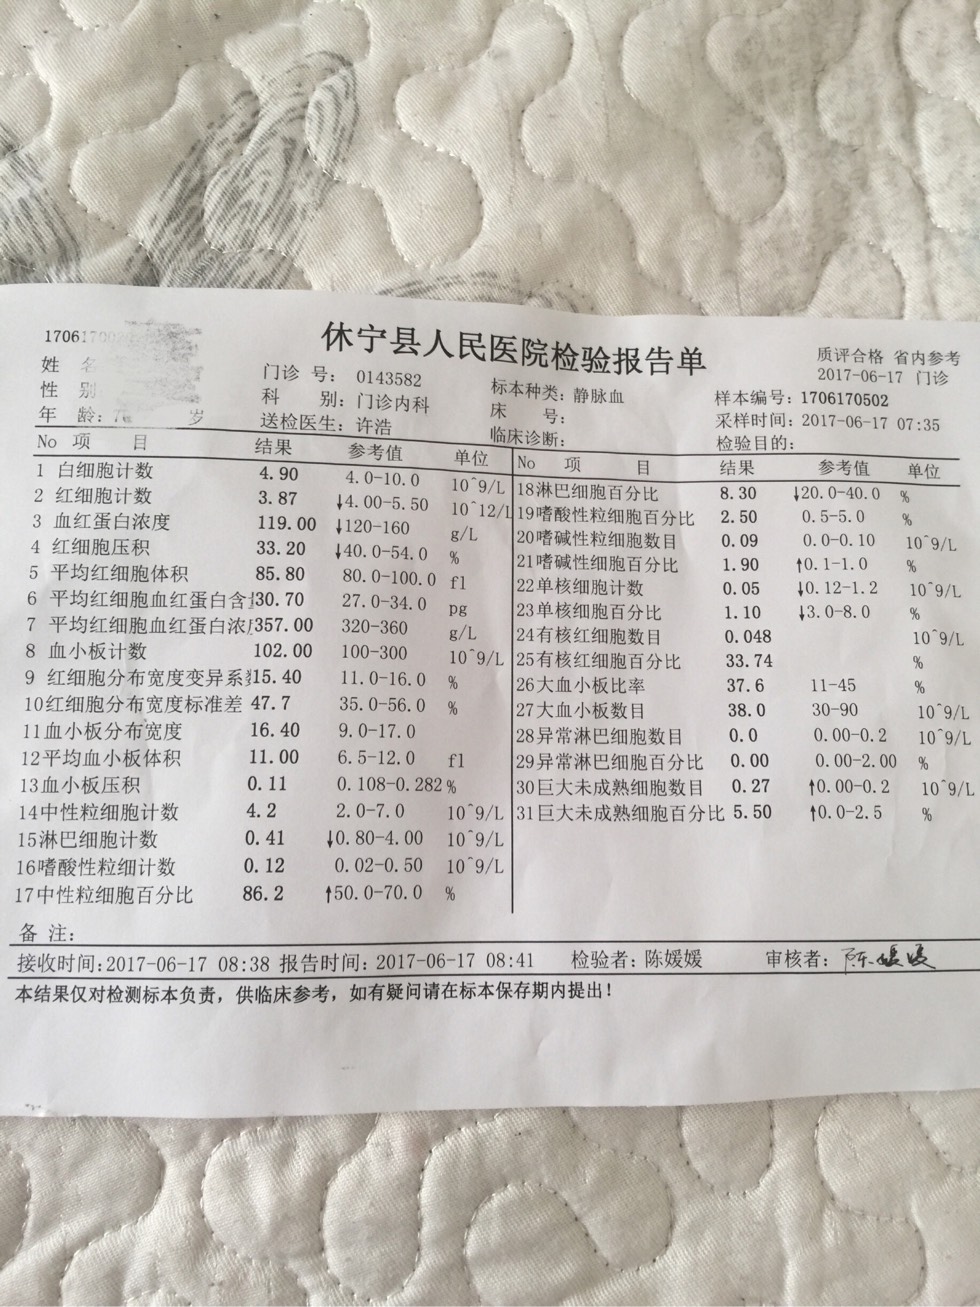 休宁县人民医院检验报告单
质评合格 省内参考
2017-06-17 门诊
姓 名
性 别
年 龄: 岁
门诊 号: 0143582
科 别:门诊内科
送检医生:许浩
标本种类:静脉血
床 号:
临床诊断:
样本编号:1706170502
采样时间:2017-06-17 07:35
检验目的:
No 项 目 结果 参考值 单位
1 白细胞计数 4.90 4.0-10.0 10^9/L
2 红细胞计数 3.87 ↓4.00-5.50 10^12/L
3 血红蛋白浓度 119.00 ↓120-160 g/L
4 红细胞压积 33.20 ↓40.0-54.0 %
5 平均红细胞体积 85.80 80.0-100.0 fl
6 平均红细胞血红蛋白含 30.70 27.0-34.0 pg
7 平均红细胞血红蛋白浓 357.00 320-360 g/L
8 血小板计数 102.00 100-300 10^9/L
9 红细胞分布宽度变异系 15.40 11.0-16.0 %
10红细胞分布宽度标准差 47.7 35.0-56.0 %
11血小板分布宽度 16.40 9.0-17.0
12平均血小板体积 11.00 6.5-12.0 fl
13血小板压积 0.11 0.108-0.282 %
14中性粒细胞计数 4.2 2.0-7.0 10^9/L
15淋巴细胞计数 0.41 ↓0.80-4.00 10^9/L
16嗜酸性粒细计数 0.12 0.02-0.50 10^9/L
17中性粒细胞百分比 86.2 ↑50.0-70.0 %
No 项 目 结果 参考值 单位
18淋巴细胞百分比 8.30 ↓20.0-40.0 %
19嗜酸性粒细胞百分比 2.50 0.5-5.0 %
20嗜碱性粒细胞数目 0.09 0.0-0.10 10^9/L
21嗜碱性细胞百分比 1.90 ↑0.1-1.0 %
22单核细胞计数 0.05 ↓0.12-1.2 10^9/L
23单核细胞百分比 1.10 ↓3.0-8.0 %
24有核红细胞数目 0.048 10^9/L
25有核红细胞百分比 33.74 %
26大血小板比率 37.6 11-45 %
27大血小板数目 38.0 30-90 10^9/L
28异常淋巴细胞数目 0.0 0.00-0.2 10^9/L
29异常淋巴细胞百分比 0.00 0.00-2.00 %
30巨大未成熟细胞数目 0.27 ↑0.00-0.2 10^9/L
31巨大未成熟细胞百分比 5.50 ↑0.0-2.5 %
备 注:
接收时间:2017-06-17 08:38 报告时间:2017-06-17 08:41 检验者:陈媛媛 审核者:陈媛媛
本结果仅对检测标本负责,供临床参考,如有疑问请在标本保存期内提出!